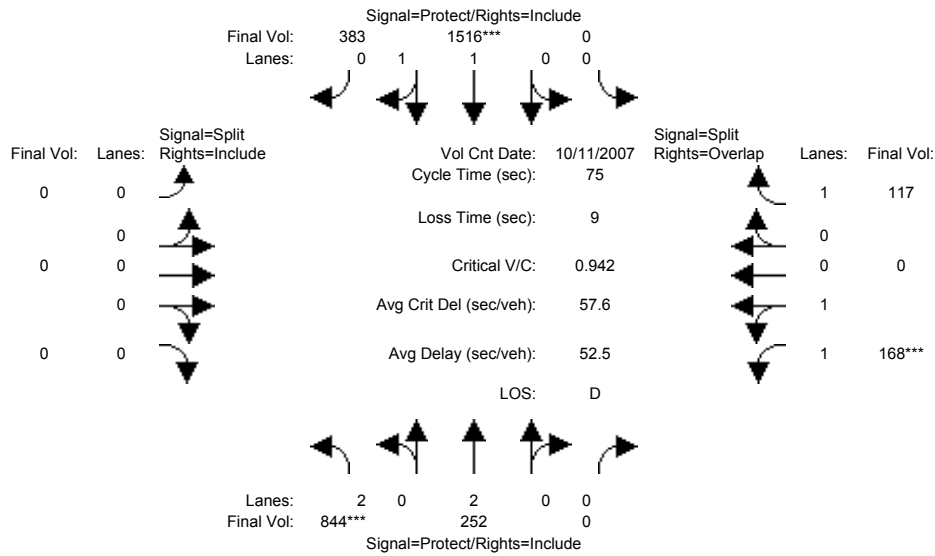 Signal=Protect/Rights=Include
Final Vol: 383 1516*** 0
Lanes: 0 1 1 0 0
Signal=Split
Final Vol: Lanes: Rights=Include
Vol Cnt Date: 10/11/2007
Signal=Split
Rights=Overlap Lanes: Final Vol:
Cycle Time (sec): 75
0 0
1 117
Loss Time (sec): 9
0
0
0 0
Critical V/C: 0.942
0 0
0
Avg Crit Del (sec/veh): 57.6
1
0 0
Avg Delay (sec/veh): 52.5
1 168***
LOS: D
Lanes: 2 0 2 0 0
Final Vol: 844*** 252 0
Signal=Protect/Rights=Include